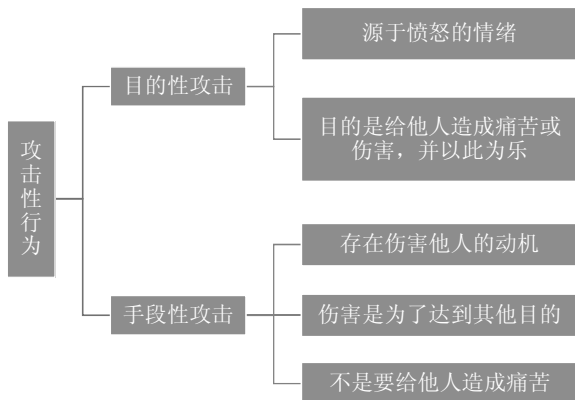 攻击性行为
目的性攻击
源于愤怒的情绪
目的是给他人造成痛苦或
伤害，并以此为乐
手段性攻击
存在伤害他人的动机
伤害是为了达到其他目的
不是要给他人造成痛苦